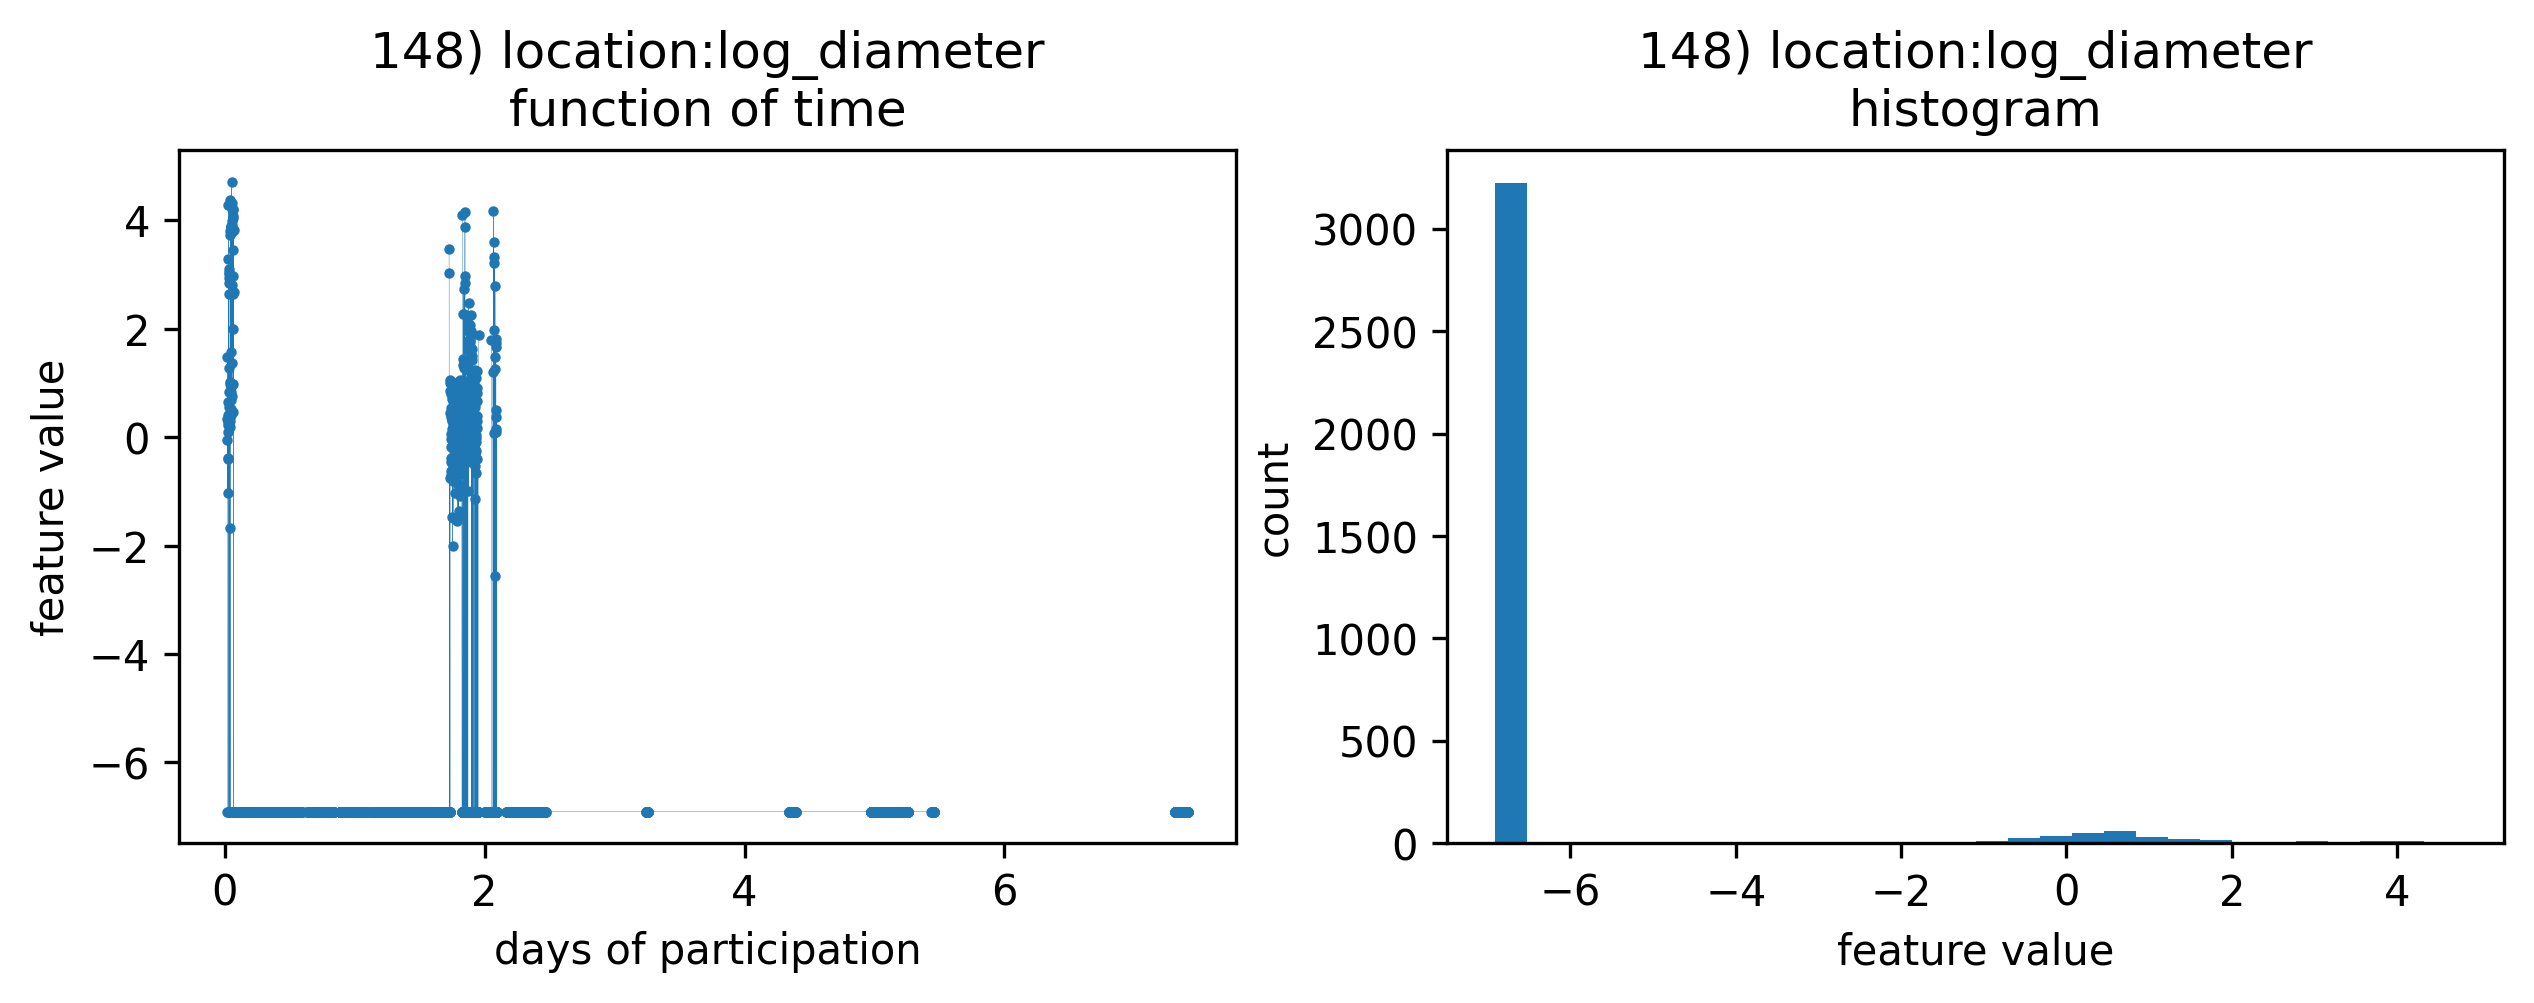 148) location:log_diameter
function of time
4
2
0
−2
−4
−6
feature value
0
2
4
6
days of participation
148) location:log_diameter
histogram
3000
2500
2000
1500
1000
500
0
count
−6
−4
−2
0
2
4
feature value